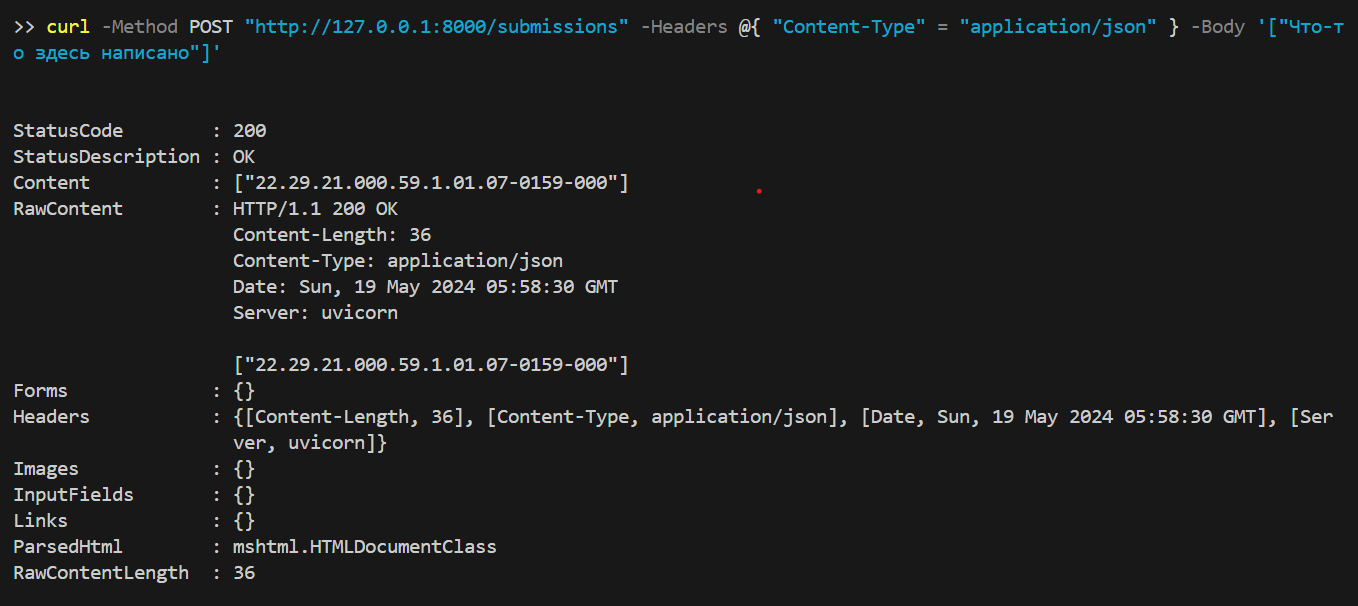 >> curl -Method POST "http://127.0.0.1:8000/submissions" -Headers @{ "Content-Type" = "application/json" } -Body '["Что-т
о здесь написано"]'
StatusCode        : 200
StatusDescription : OK
Content           : ["22.29.21.000.59.1.01.07-0159-000"]
RawContent        : HTTP/1.1 200 OK
                    Content-Length: 36
                    Content-Type: application/json
                    Date: Sun, 19 May 2024 05:58:30 GMT
                    Server: uvicorn
                    ["22.29.21.000.59.1.01.07-0159-000"]
Forms             : {}
Headers           : {[Content-Length, 36], [Content-Type, application/json], [Date, Sun, 19 May 2024 05:58:30 GMT], [Ser
                    ver, uvicorn]}
Images            : {}
InputFields       : {}
Links             : {}
ParsedHtml        : mshtml.HTMLDocumentClass
RawContentLength  : 36